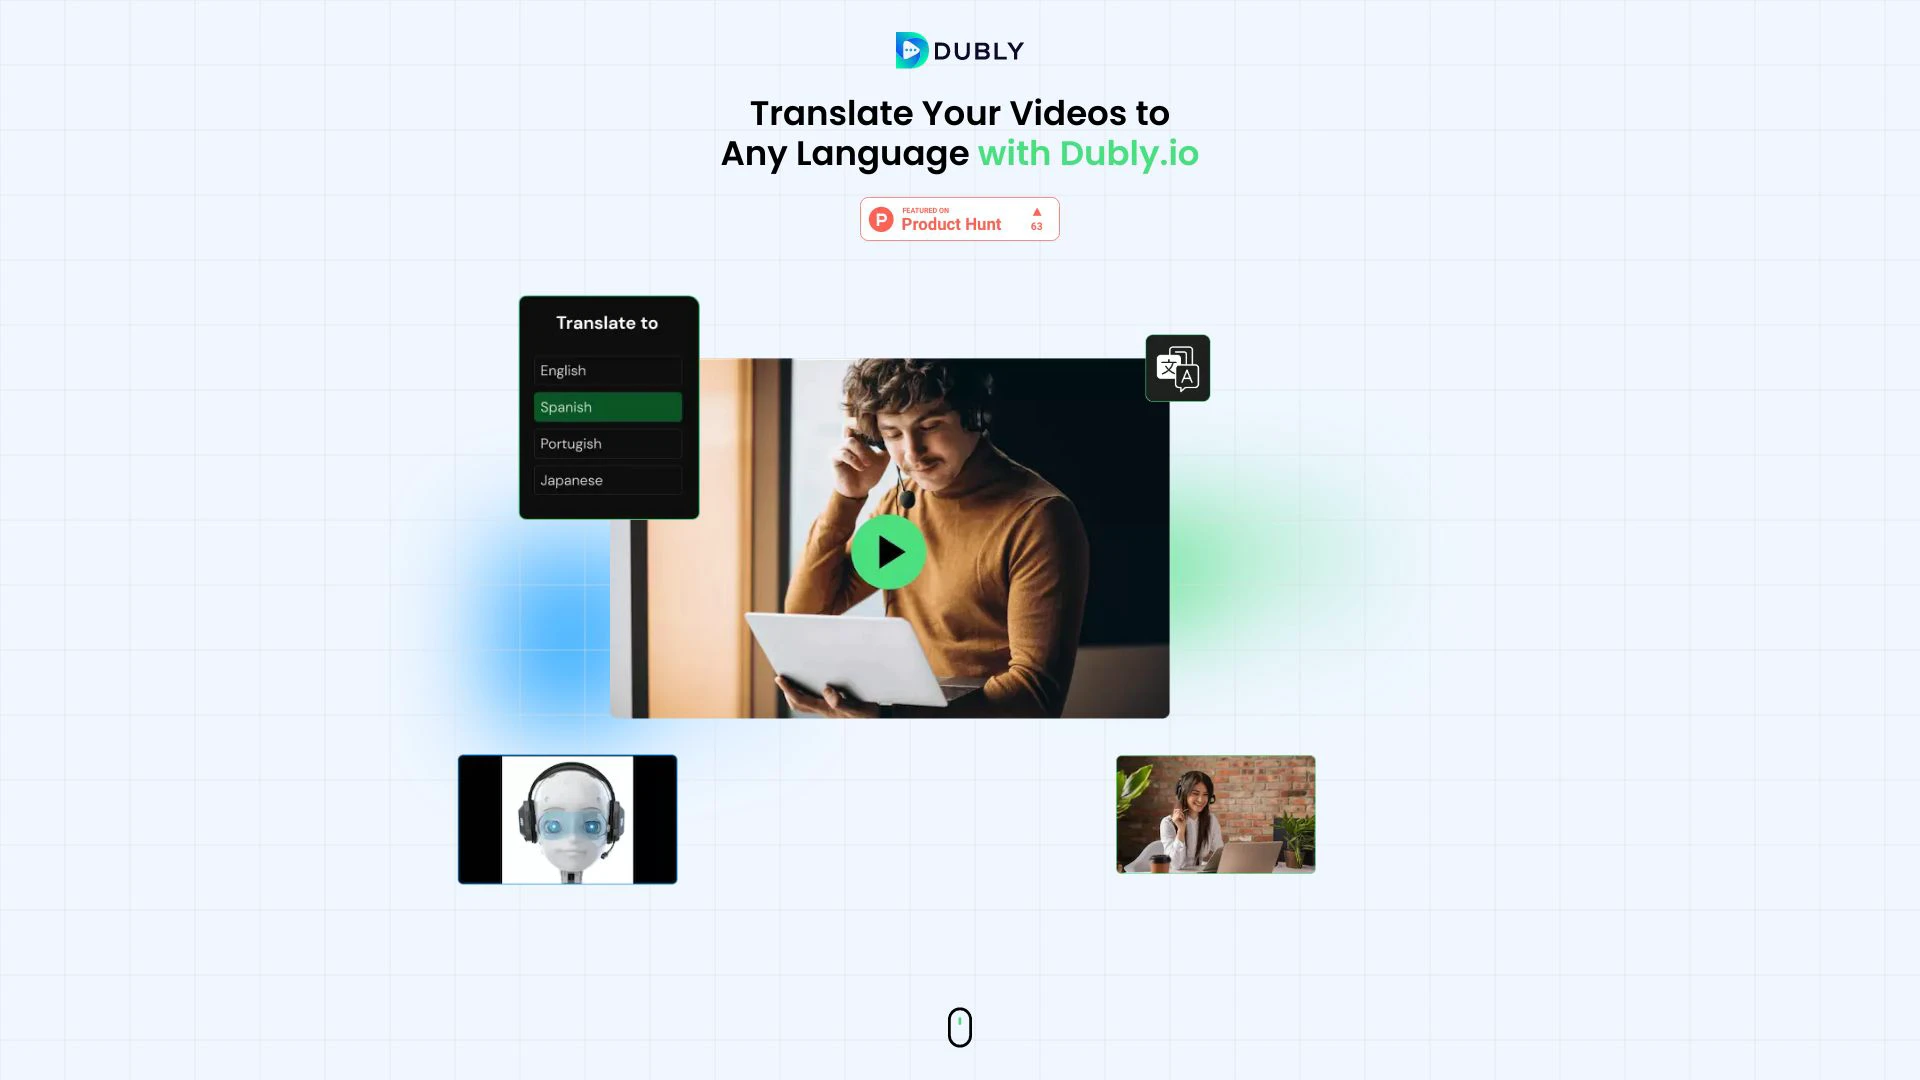 DUBLY
Translate Your Videos to
Any Language with Dubly.io
FEATURED ON
Product Hunt
63
Translate to
English
Spanish
Portugish
Japanese
文
A